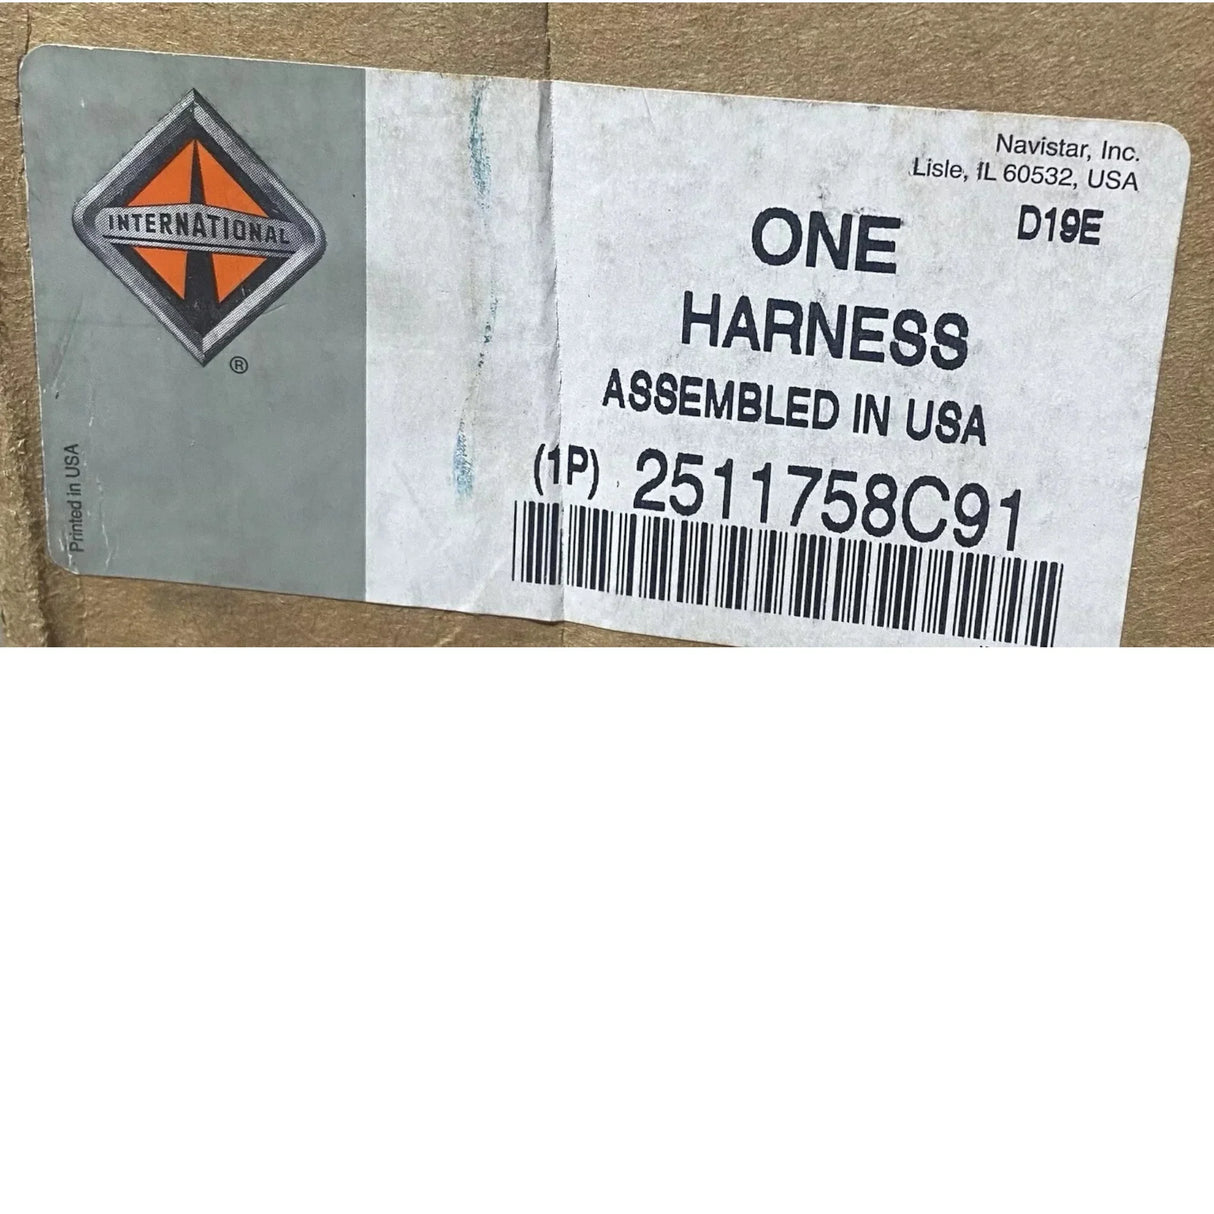 INTERNATIONAL
®
Printed in USA
Navistar, Inc.
Lisle, IL 60532, USA
D19E
ONE
HARNESS
ASSEMBLED IN USA
(1P) 2511758C91